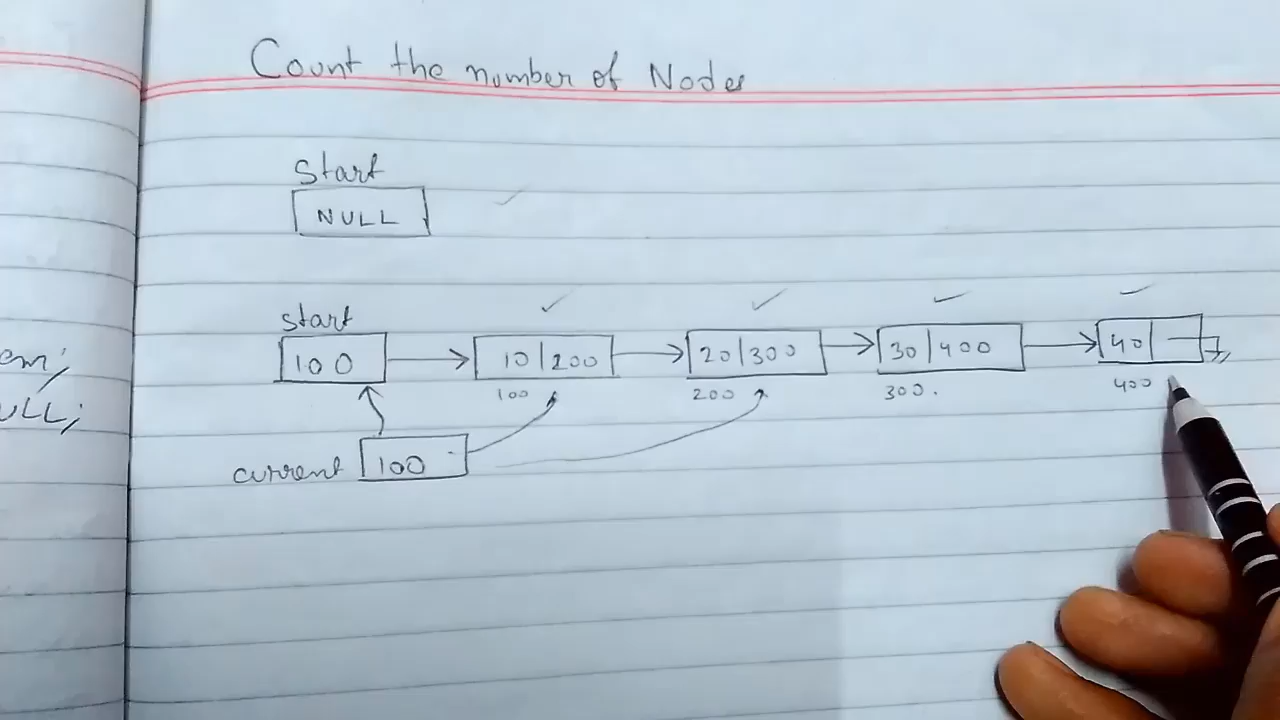 Count the number of Nodes
Start
NULL
start
100 10 200 20 300 30 400 40
100 200 300. 400
current 100